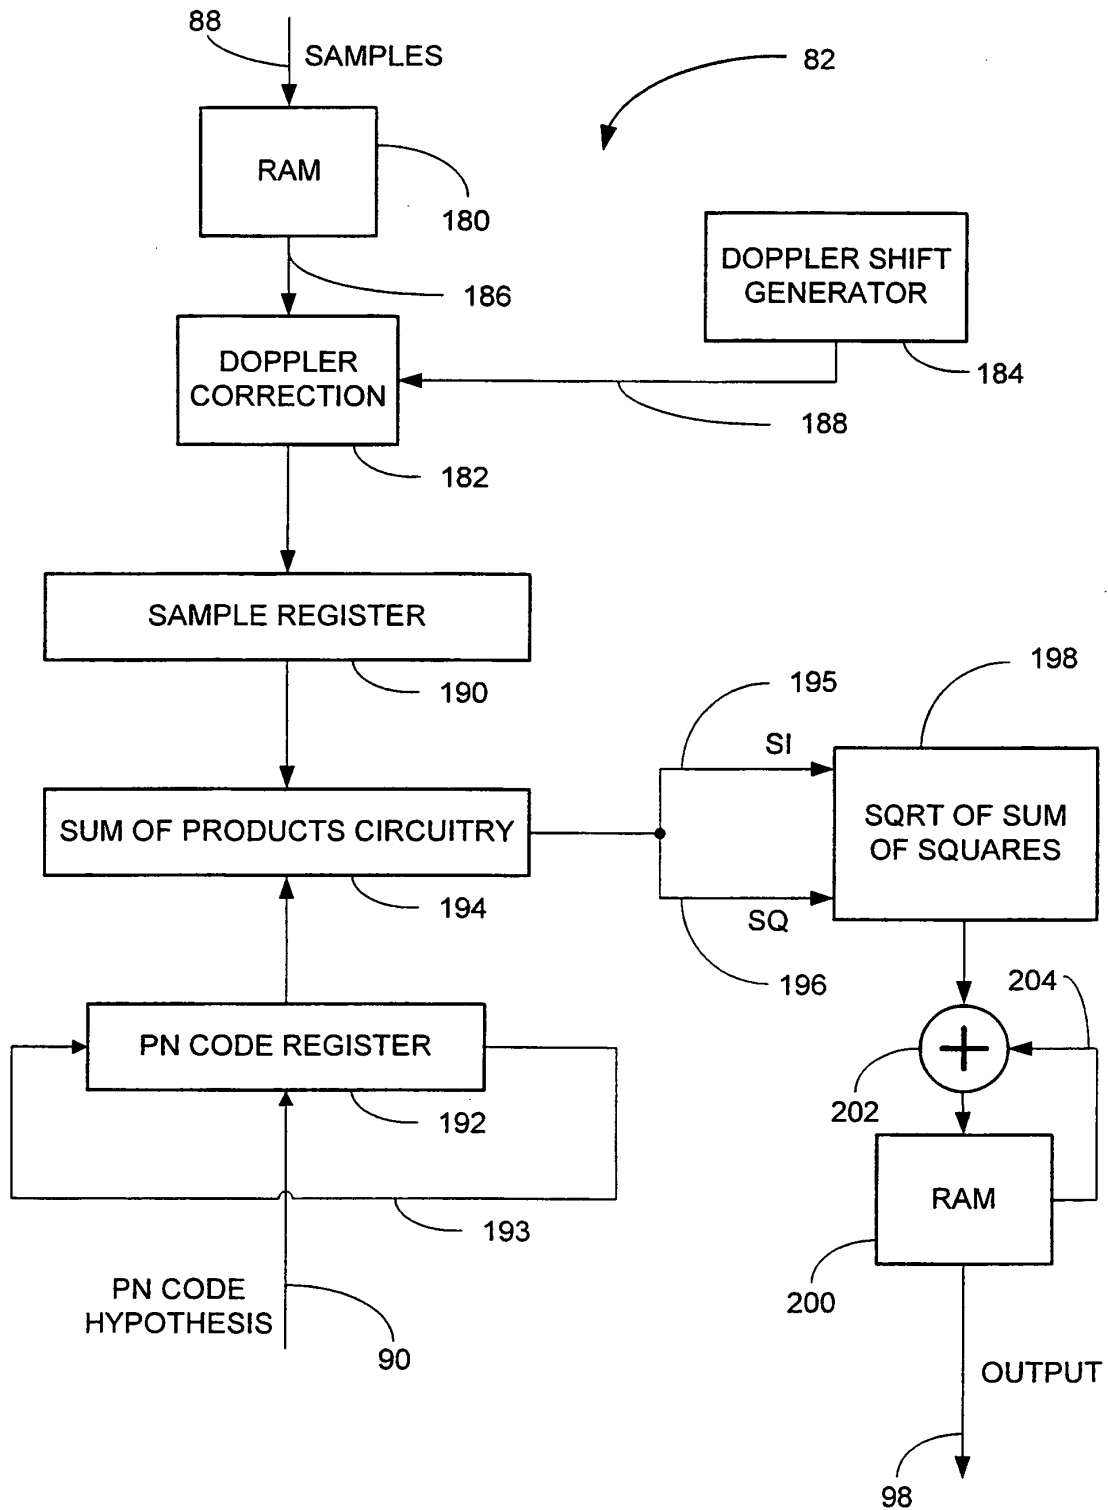 88
SAMPLES
82
RAM
180
DOPPLER SHIFT
GENERATOR
186
184
DOPPLER
CORRECTION
188
182
SAMPLE REGISTER
190
195
198
SI
SUM OF PRODUCTS CIRCUITRY
SQRT OF SUM
OF SQUARES
194
SQ
196
204
PN CODE REGISTER
202
192
RAM
193
PN CODE
HYPOTHESIS
200
90
OUTPUT
98